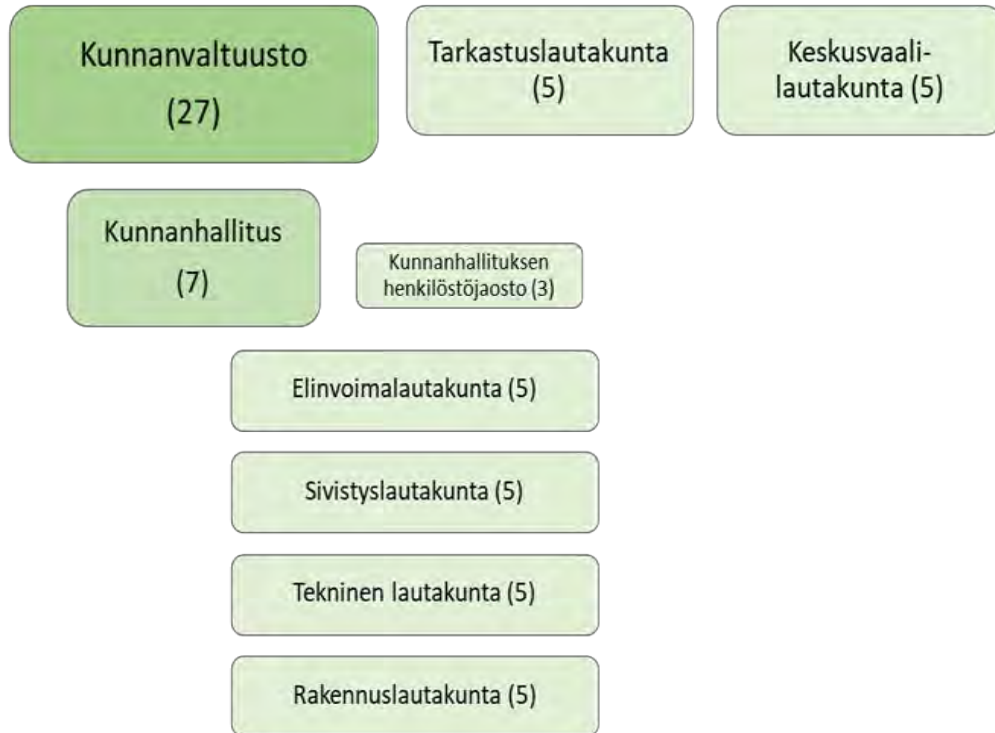 Kunnanvaltuusto
(27)
Tarkastuslautakunta
(5)
Keskusvaali-
lautakunta (5)
Kunnanhallitus
(7)
Kunnanhallituksen
henkilöstöjaosto (3)
Elinvoimalautakunta (5)
Sivistyslautakunta (5)
Tekninen lautakunta (5)
Rakennuslautakunta (5)